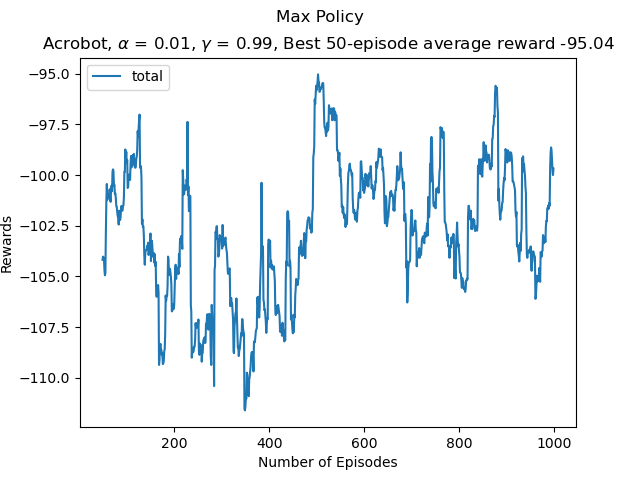 Max Policy
Acrobot, α = 0.01, γ = 0.99, Best 50-episode average reward -95.04
total
−95.0
−97.5
−100.0
−102.5
−105.0
−107.5
−110.0
Rewards
200
400
600
800
1000
Number of Episodes